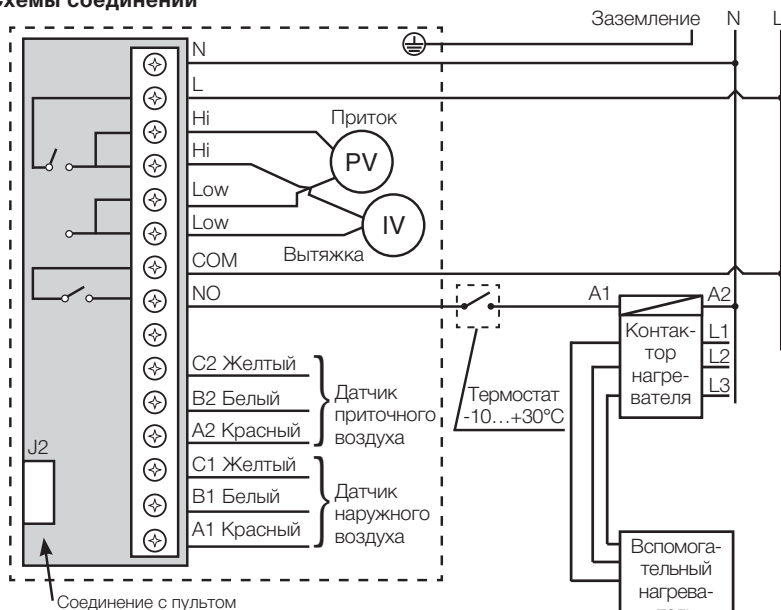 Схемы соединений
Заземление N L
N
L
Hi
Приток
Hi
PV
Low
Low
IV
COM
Вытяжка
NO
A1
A2
Контак-
тор
нагре-
вателя
L1
L2
L3
C2 Желтый
B2 Белый
A2 Красный
Датчик
приточного
воздуха
Термостат
-10...+30°C
J2
C1 Желтый
B1 Белый
A1 Красный
Датчик
наружного
воздуха
Вспомога-
тельный
нагрева-
Соединение с пультом